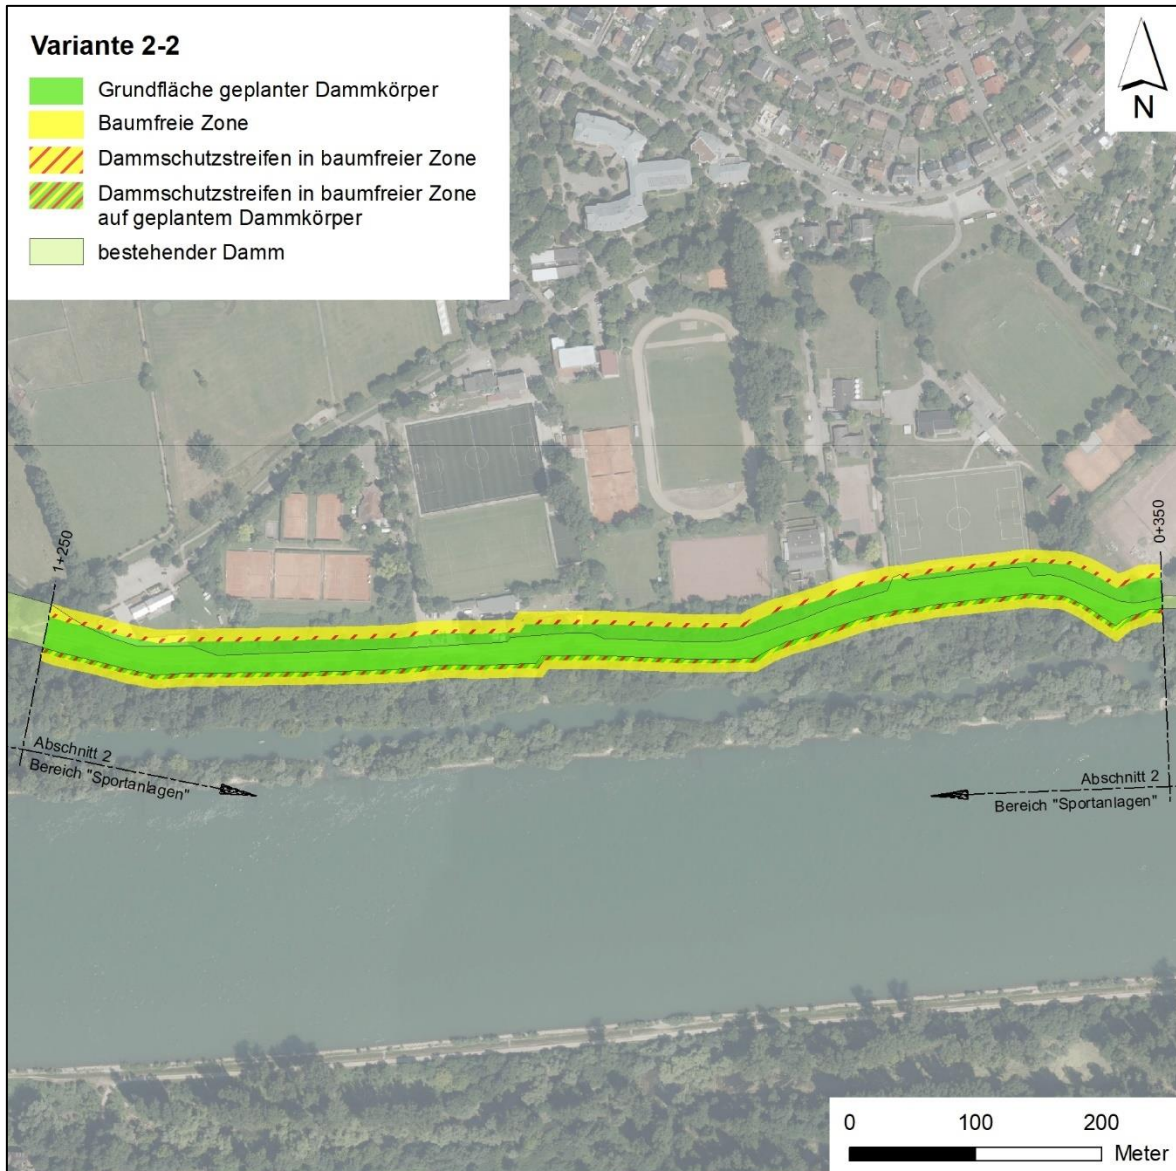 Variante 2-2
Grundfläche geplanter Dammkörper
Baumfreie Zone
Dammschutzstreifen in baumfreier Zone
Dammschutzstreifen in baumfreier Zone
auf geplantem Dammkörper
bestehender Damm
N
1+250
0+350
Abschnitt 2
Bereich "Sportanlagen"
Abschnitt 2
Bereich "Sportanlagen"
0 100 200
Meter